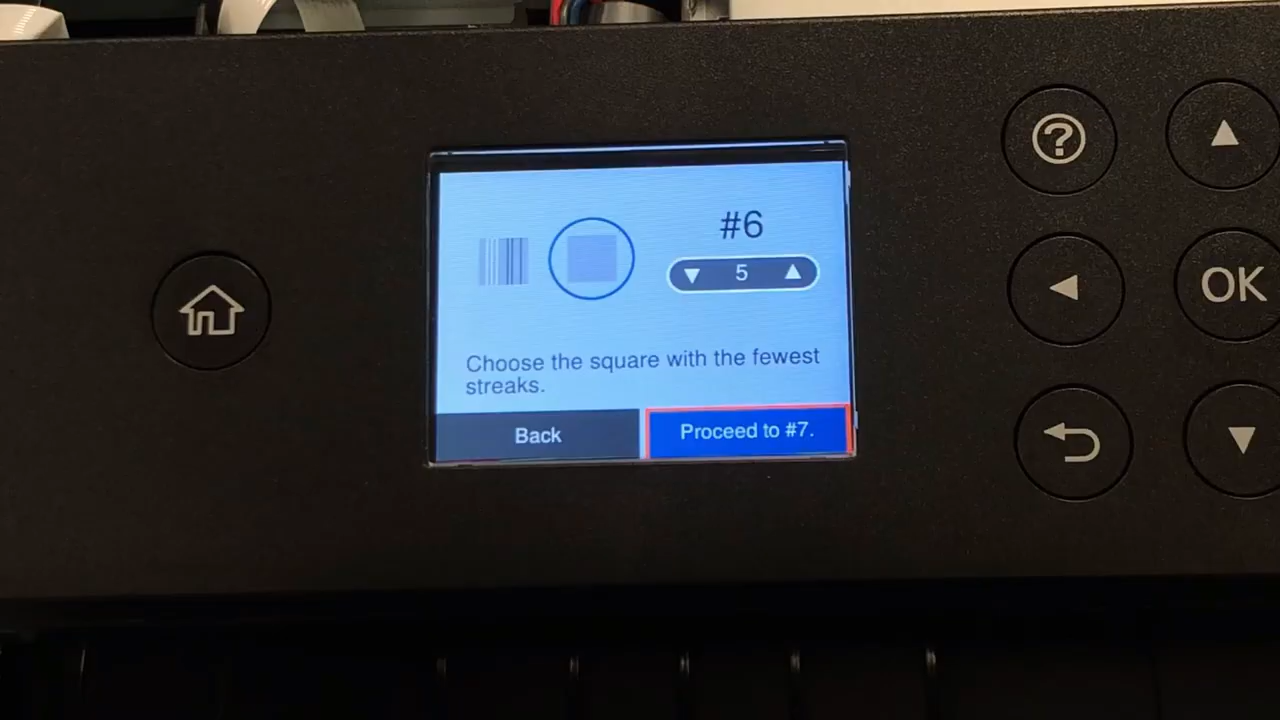 #6
5
Choose the square with the fewest
streaks.
Back
Proceed to #7.
?
OK